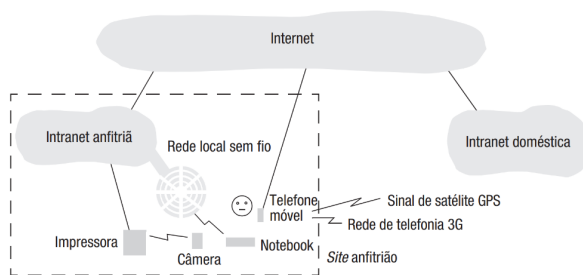 Internet
Intranet anfitriã
Rede local sem fio
Intranet doméstica
Telefone
móvel
Sinal de satélite GPS
Rede de telefonia 3G
Impressora
Câmera
Notebook
Site anfitrião